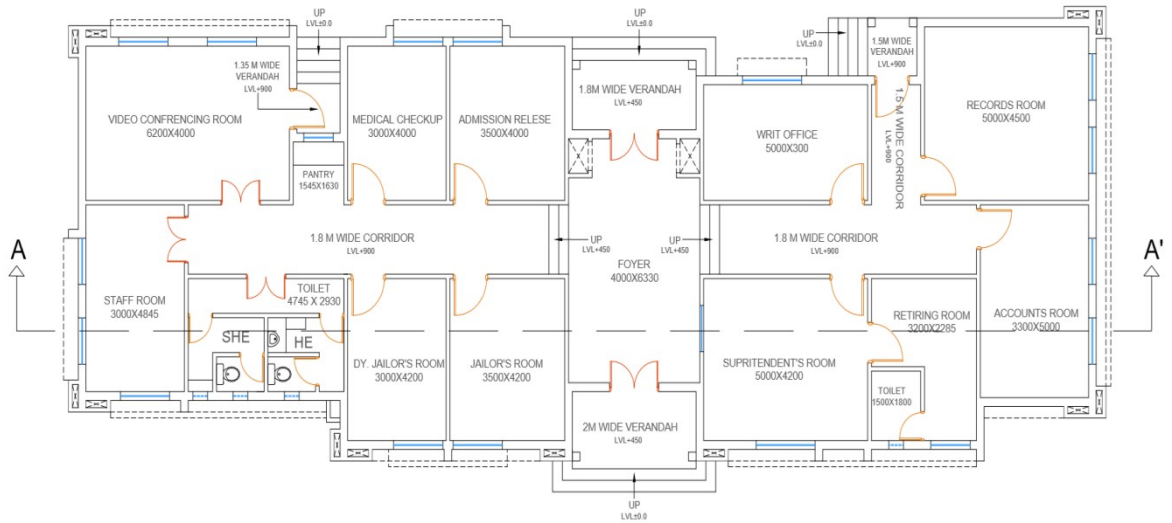 UP
LVL±0.0
1.35 M WIDE
VERANDAH
LVL+900
VIDEO CONFRENCING ROOM
6200X4000
MEDICAL CHECKUP
3000X4000
ADMISSION RELESE
3500X4000
UP
LVL±0.0
1.8M WIDE VERANDAH
LVL+450
UP
LVL±0.0
1.5M WIDE
VERANDAH
LVL+900
1.5 M WIDE CORRIDOR
LVL+900
RECORDS ROOM
5000X4500
WRIT OFFICE
5000X300
PANTRY
1545X1630
1.8 M WIDE CORRIDOR
LVL+900
UP
LVL+450
FOYER
4000X6330
UP
LVL+450
1.8 M WIDE CORRIDOR
LVL+900
A
A'
STAFF ROOM
3000X4845
TOILET
4745 X 2930
SHE
HE
DY. JAILOR'S ROOM
3000X4200
JAILOR'S ROOM
3500X4200
SUPRITENDENT'S ROOM
5000X4200
RETIRING ROOM
3200X2285
ACCOUNTS ROOM
3300X5000
TOILET
1500X1800
2M WIDE VERANDAH
LVL+450
UP
LVL±0.0